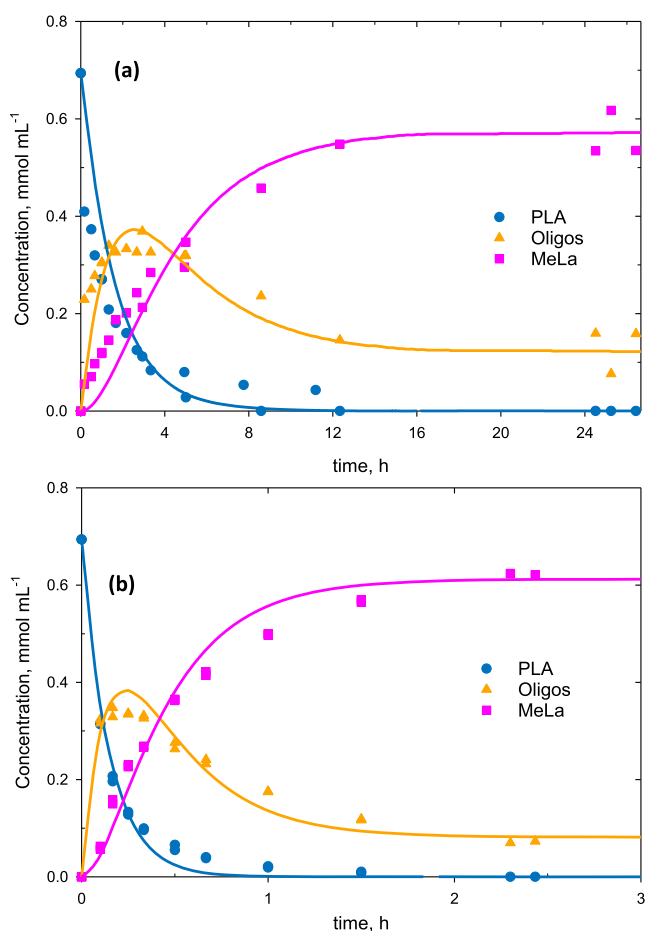 (a)
Concentration, mmol mL⁻¹
0.8
0.6
0.4
0.2
0.0
PLA
Oligos
MeLa
0 4 8 12 16 20 24
time, h
(b)
Concentration, mmol mL⁻¹
0.8
0.6
0.4
0.2
0.0
PLA
Oligos
MeLa
0 1 2 3
time, h